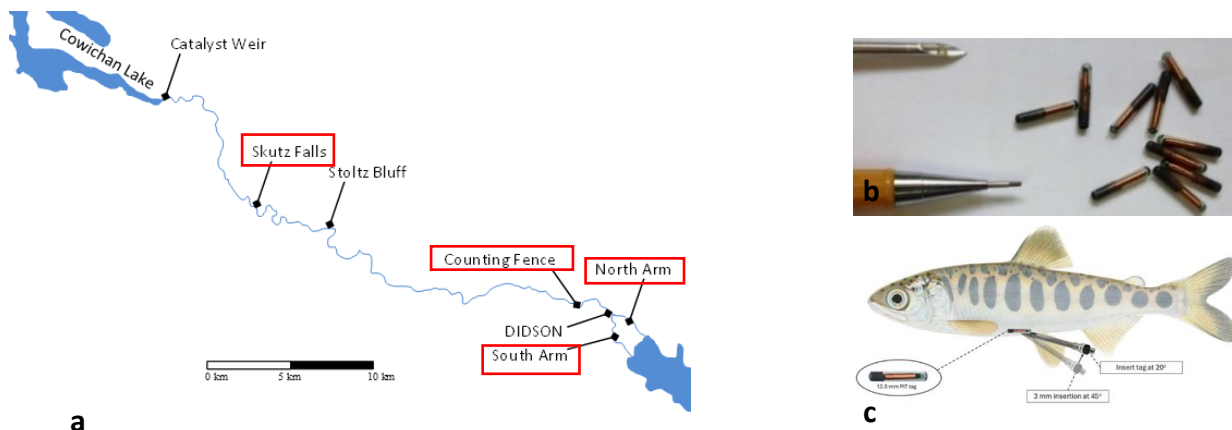 Cowichan Lake
Catalyst Weir
Skutz Falls
Stoltz Bluff
Counting Fence
North Arm
DIDSON
South Arm
0 km 5 km 10 km
a
b
12.5 mm PIT tag
Insert tag at 20°
3 mm insertion at 45°
c